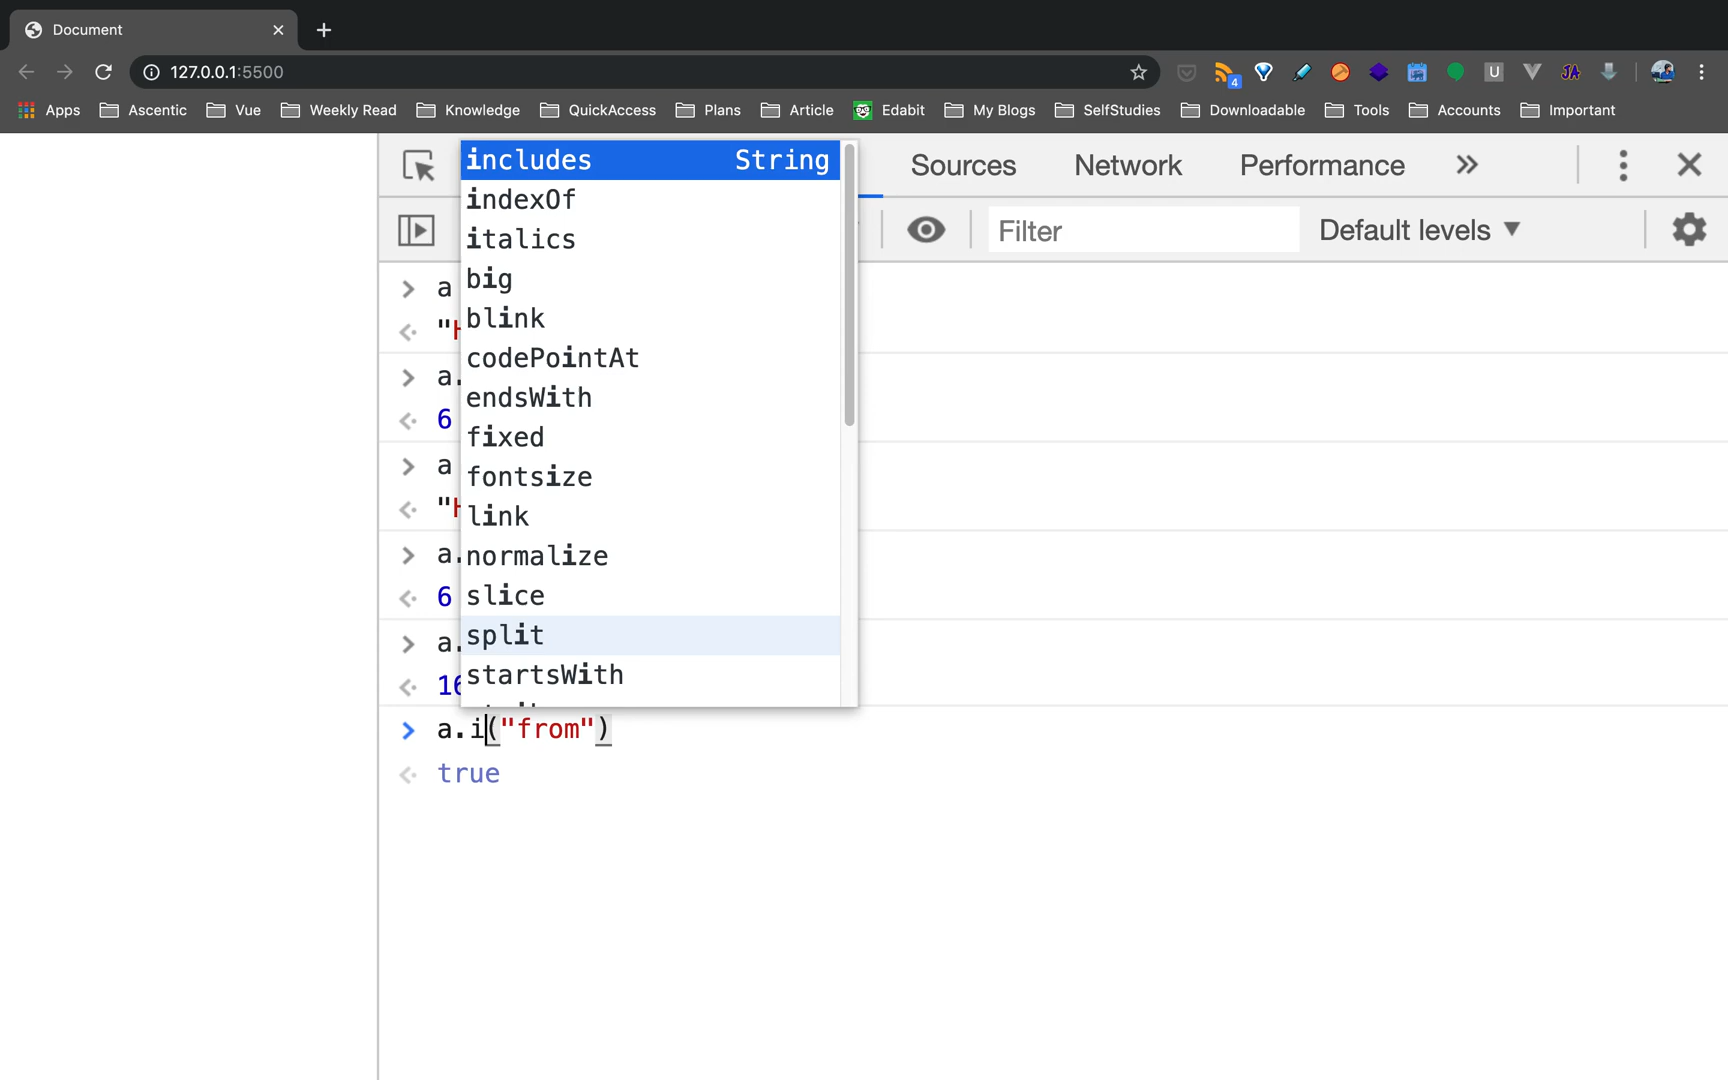 Document
127.0.0.1:5500
4
U
JA
Apps Ascentic Vue Weekly Read Knowledge QuickAccess Plans Article Edabit My Blogs SelfStudies Downloadable Tools Accounts Important
Sources Network Performance
Filter Default levels ▼
includes String
indexOf
italics
big
blink
codePointAt
endsWith
fixed
fontsize
link
normalize
slice
split
startsWith
> a
"H
> a.
6
> a
"H
> a.
6
> a.
16
> a.i("from")
true